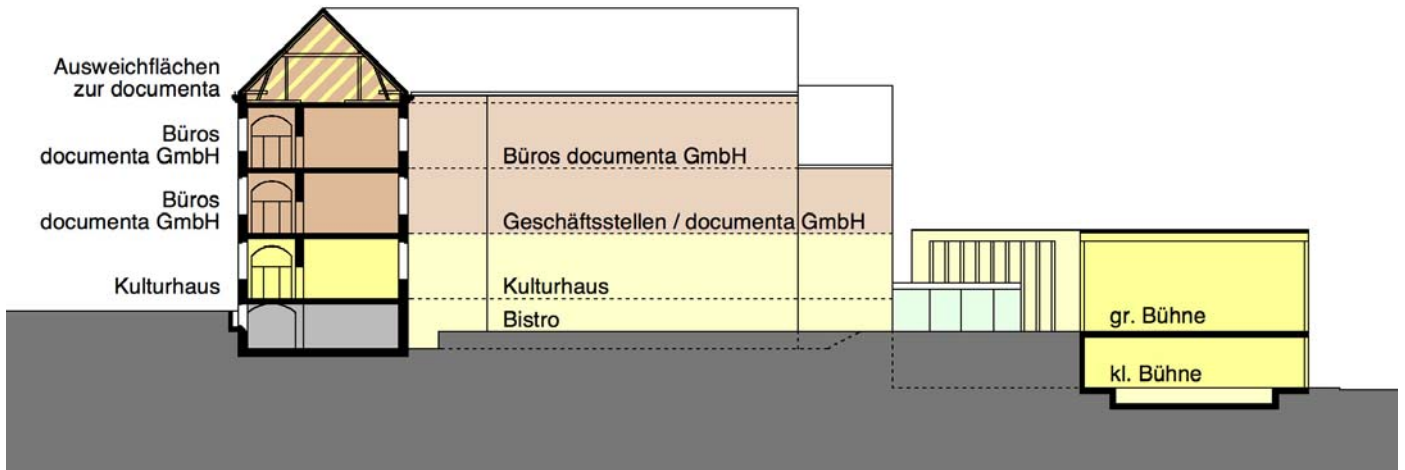 Ausweichflächen
zur documenta
Büros
documenta GmbH
Büros documenta GmbH
Büros
documenta GmbH
Geschäftsstellen / documenta GmbH
Kulturhaus
Kulturhaus
Bistro
gr. Bühne
kl. Bühne